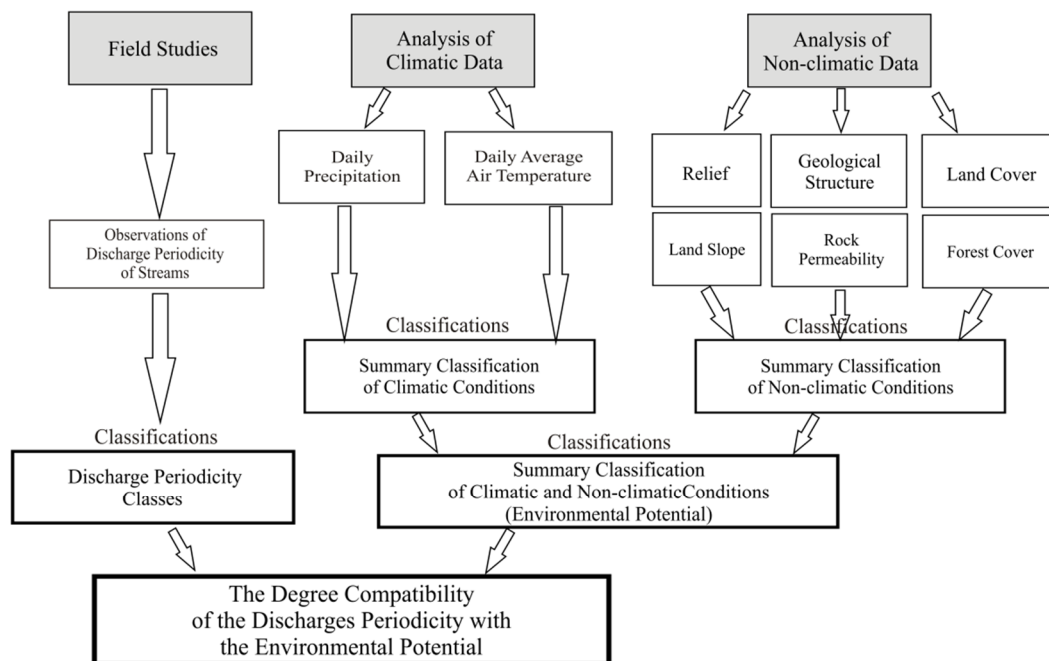 Field Studies
Analysis of
Climatic Data
Analysis of
Non-climatic Data
Daily
Precipitation
Daily Average
Air Temperature
Relief
Geological
Structure
Land Cover
Observations of
Discharge Periodicity
of Streams
Land Slope
Rock
Permeability
Forest Cover
Classifications
Classifications
Summary Classification
of Climatic Conditions
Summary Classification
of Non-climatic Conditions
Classifications
Classifications
Discharge Periodicity
Classes
Summary Classification
of Climatic and Non-climaticConditions
(Environmental Potential)
The Degree Compatibility
of the Discharges Periodicity with
the Environmental Potential